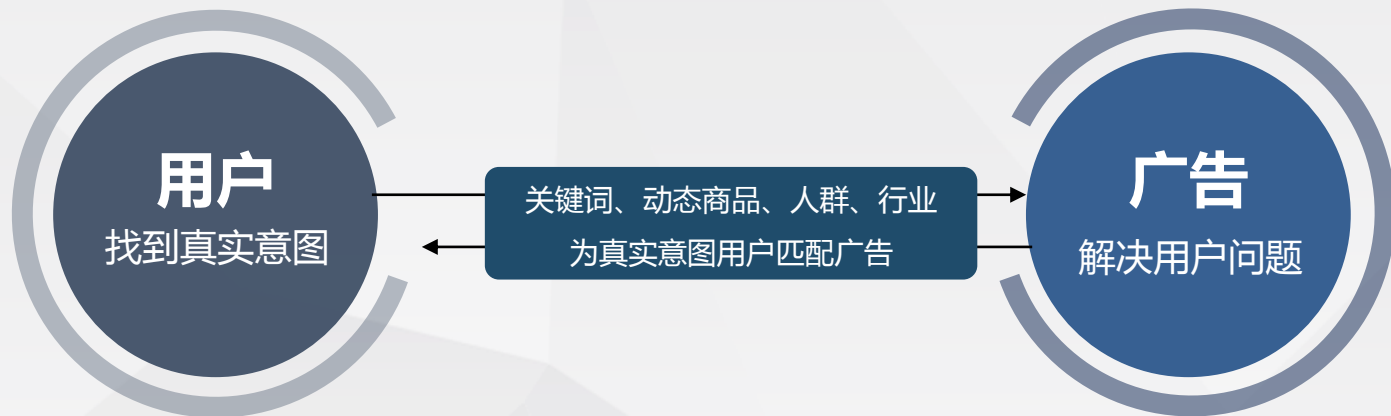 用户
找到真实意图
关键词、动态商品、人群、行业
为真实意图用户匹配广告
广告
解决用户问题